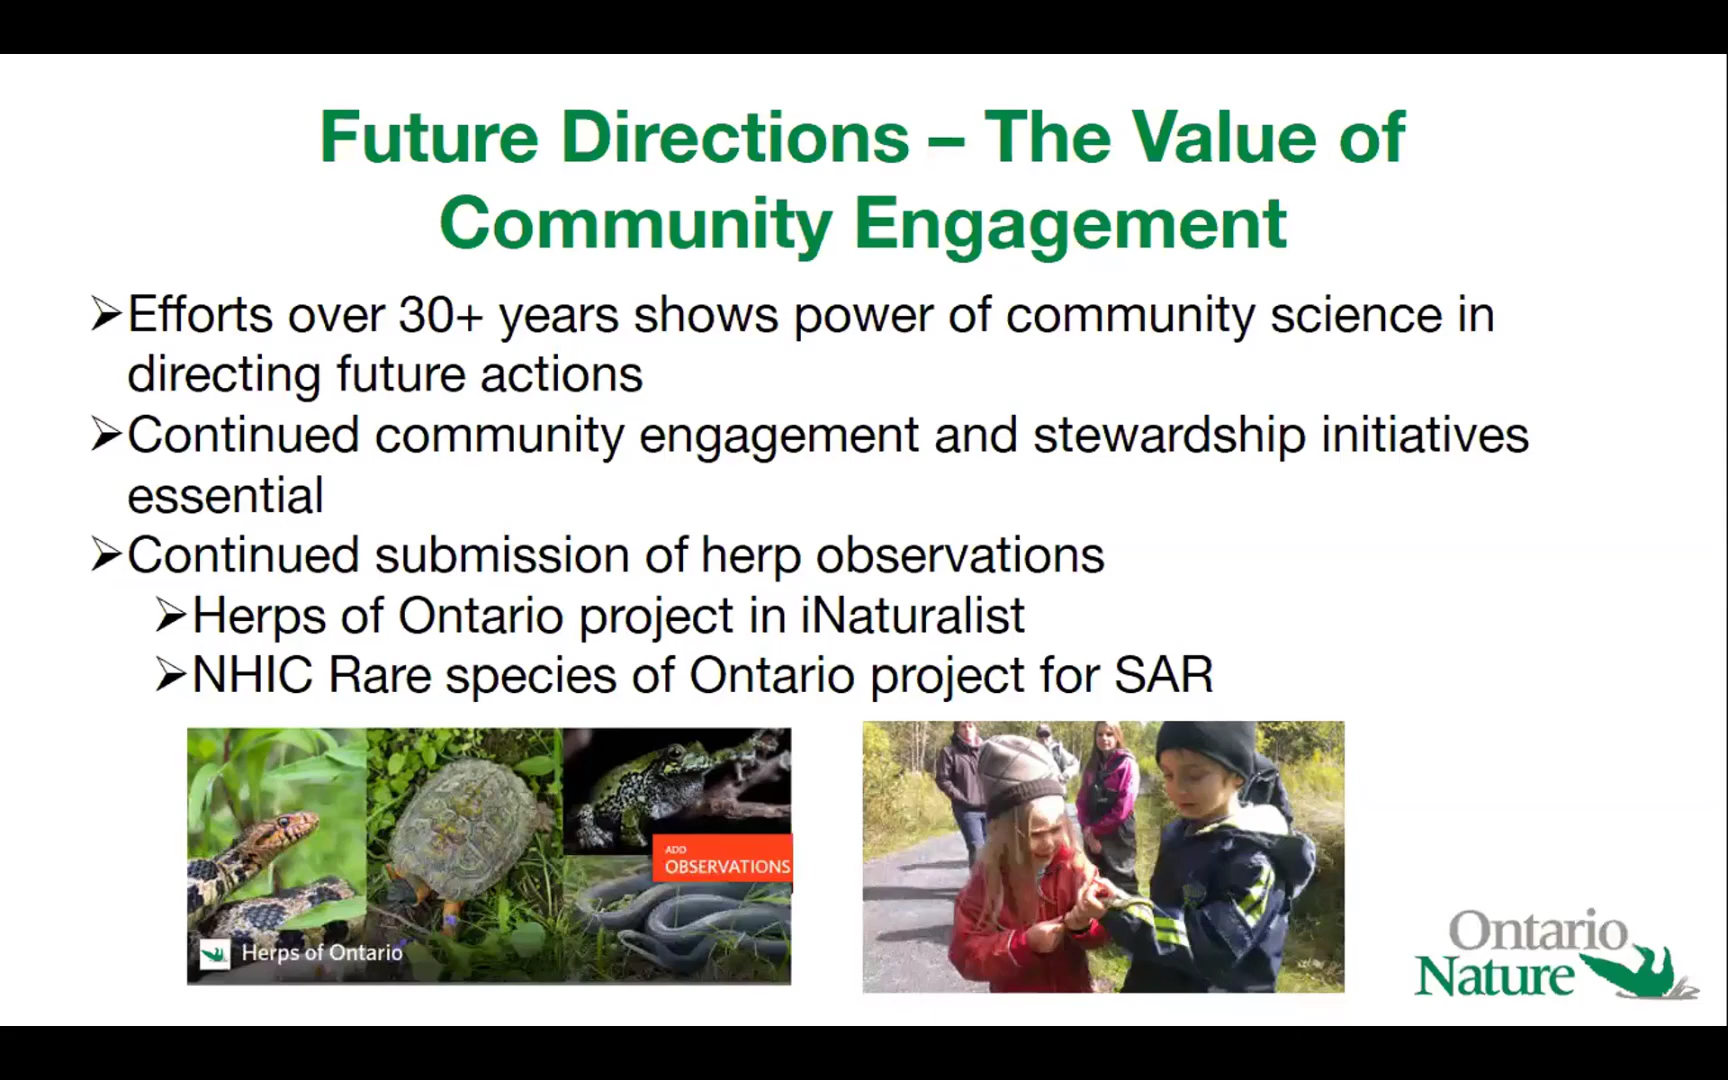 Future Directions – The Value of
Community Engagement
➢Efforts over 30+ years shows power of community science in
directing future actions
➢Continued community engagement and stewardship initiatives
essential
➢Continued submission of herp observations
➢Herps of Ontario project in iNaturalist
➢NHIC Rare species of Ontario project for SAR
ADD
OBSERVATIONS
Herps of Ontario
Ontario
Nature